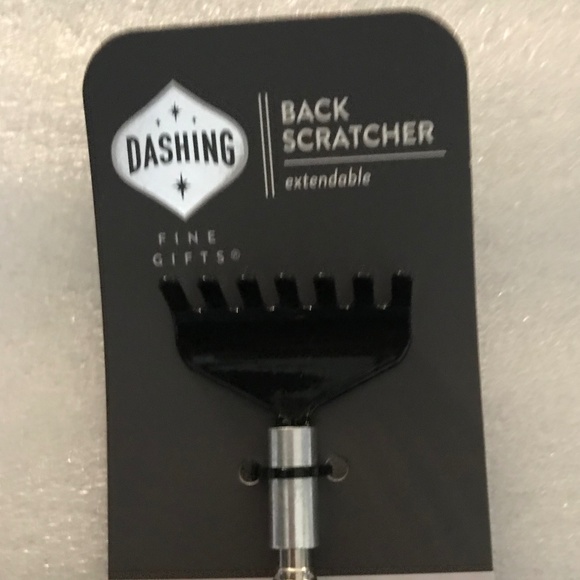 DASHING
FINE
GIFTS®
BACK
SCRATCHER
extendable